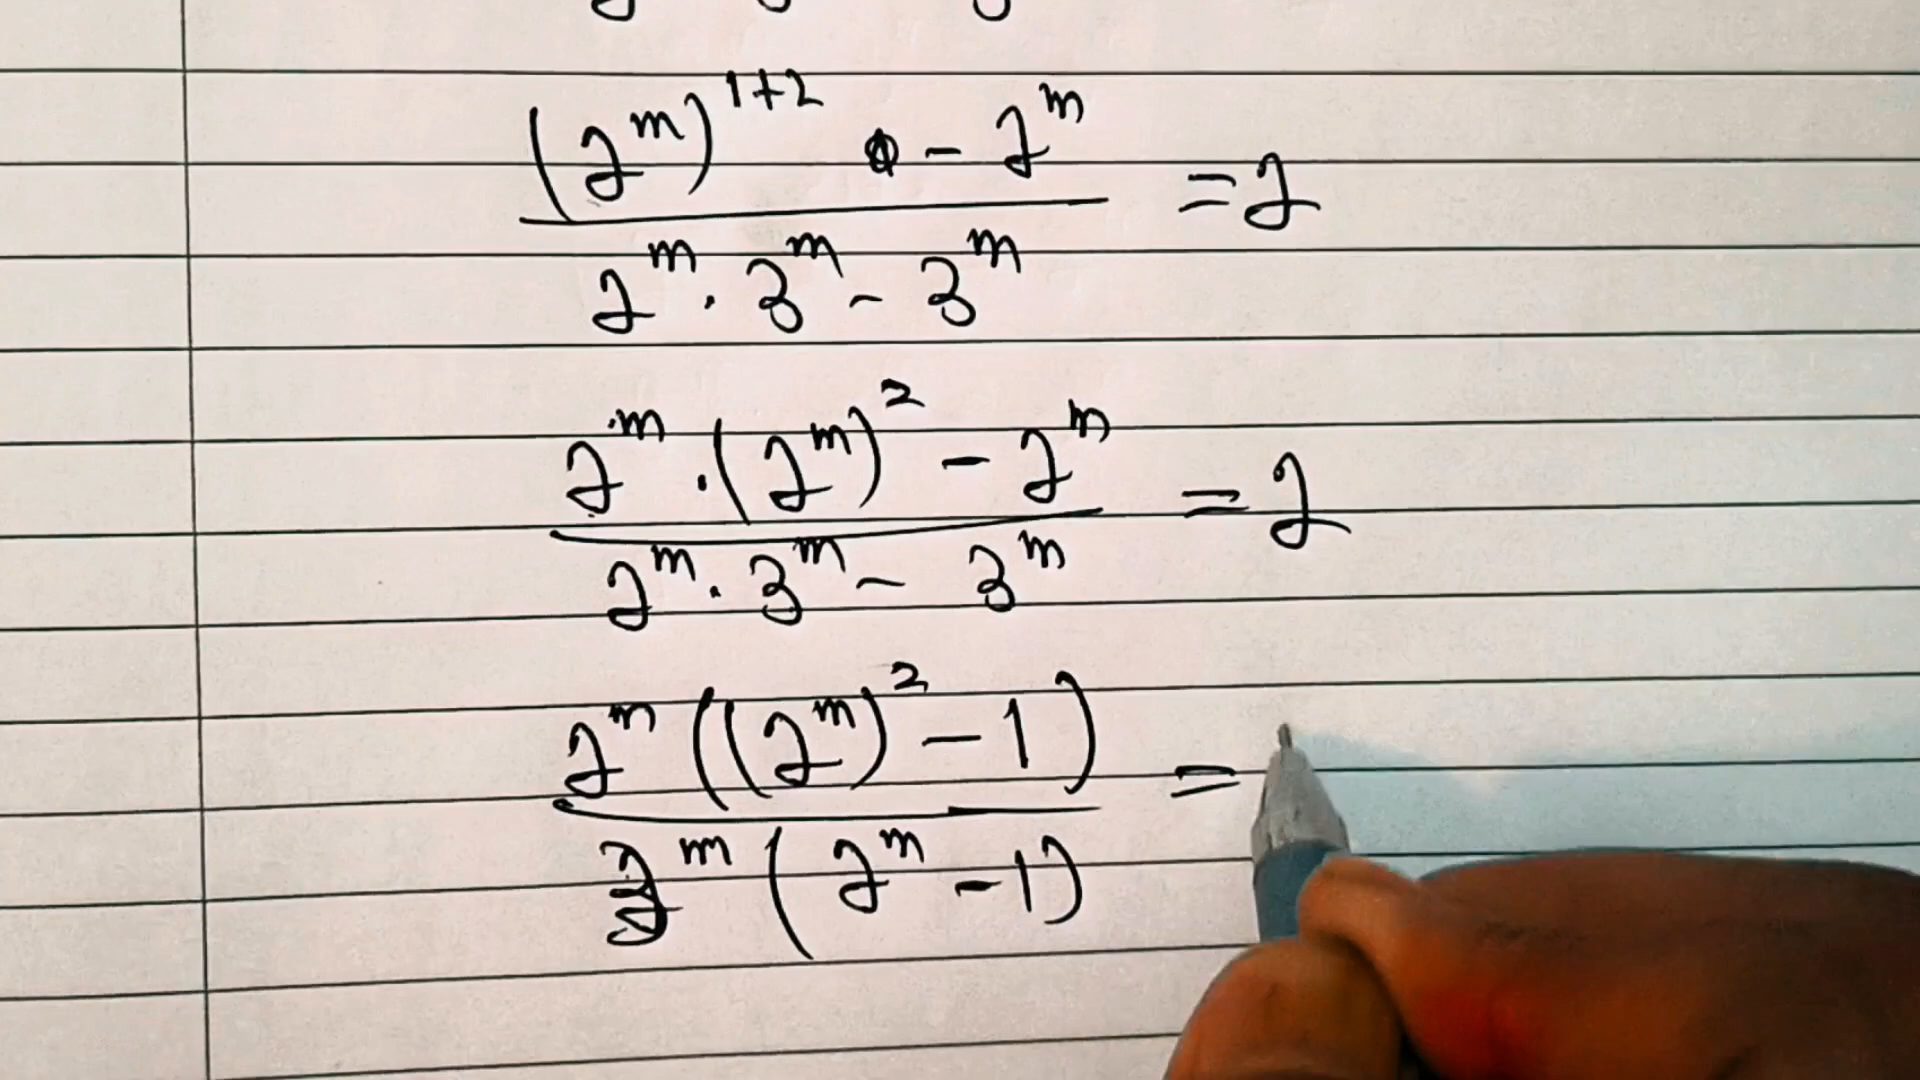 (2^m)^1+2 - 2^m
= 2
2^m · 3^m - 3^m
2^m · (2^m)^2 - 2^m
= 2
2^m · 3^m - 3^m
2^m ((2^m)^2 - 1)
=
3^m (2^m - 1)